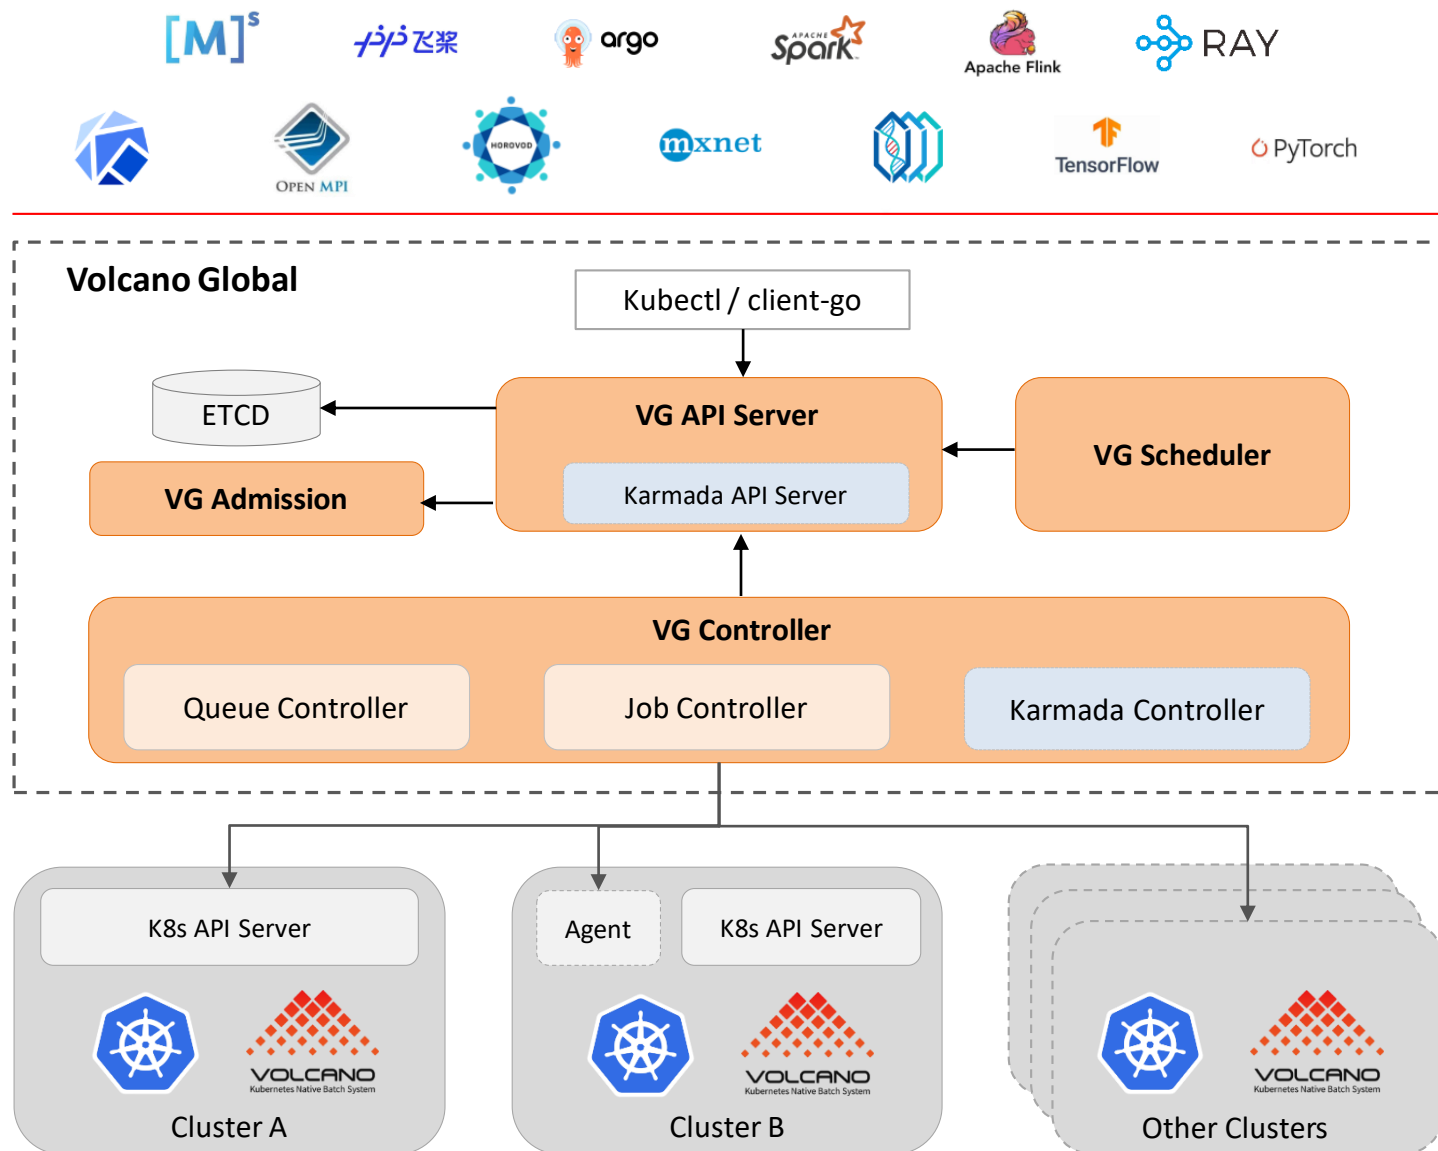 [M]s
飞桨
argo
APACHE
Spark
Apache Flink
RAY
OPEN MPI
HOROVOD
mxnet
TensorFlow
PyTorch
Volcano Global
Kubectl / client-go
ETCD
VG API Server
VG Scheduler
Karmada API Server
VG Admission
VG Controller
Queue Controller
Job Controller
Karmada Controller
K8s API Server
Agent
K8s API Server
VOLCANO
Kubernetes Native Batch System
VOLCANO
Kubernetes Native Batch System
VOLCANO
Kubernetes Native Batch System
Cluster A
Cluster B
Other Clusters